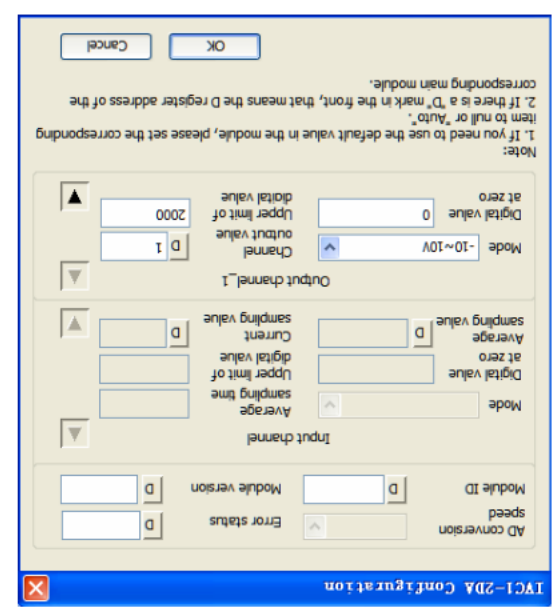 IVC1-2DA Configuration
AD conversion speed
Error status D
Module ID D
Module version D
Input channel
Mode
Average sampling time
Digital value at zero
Upper limit of digital value
Average sampling value D
Current sampling value D
Output channel_1
Mode -10~10V
Channel output value D 1
Digital value at zero 0
Upper limit of digital value 2000
Note:
1. If you need to use the default value in the module, please set the corresponding
item to null or "Auto".
2. If there is a "D" mark in the front, that means the D register address of the
corresponding mem module.
OK Cancel